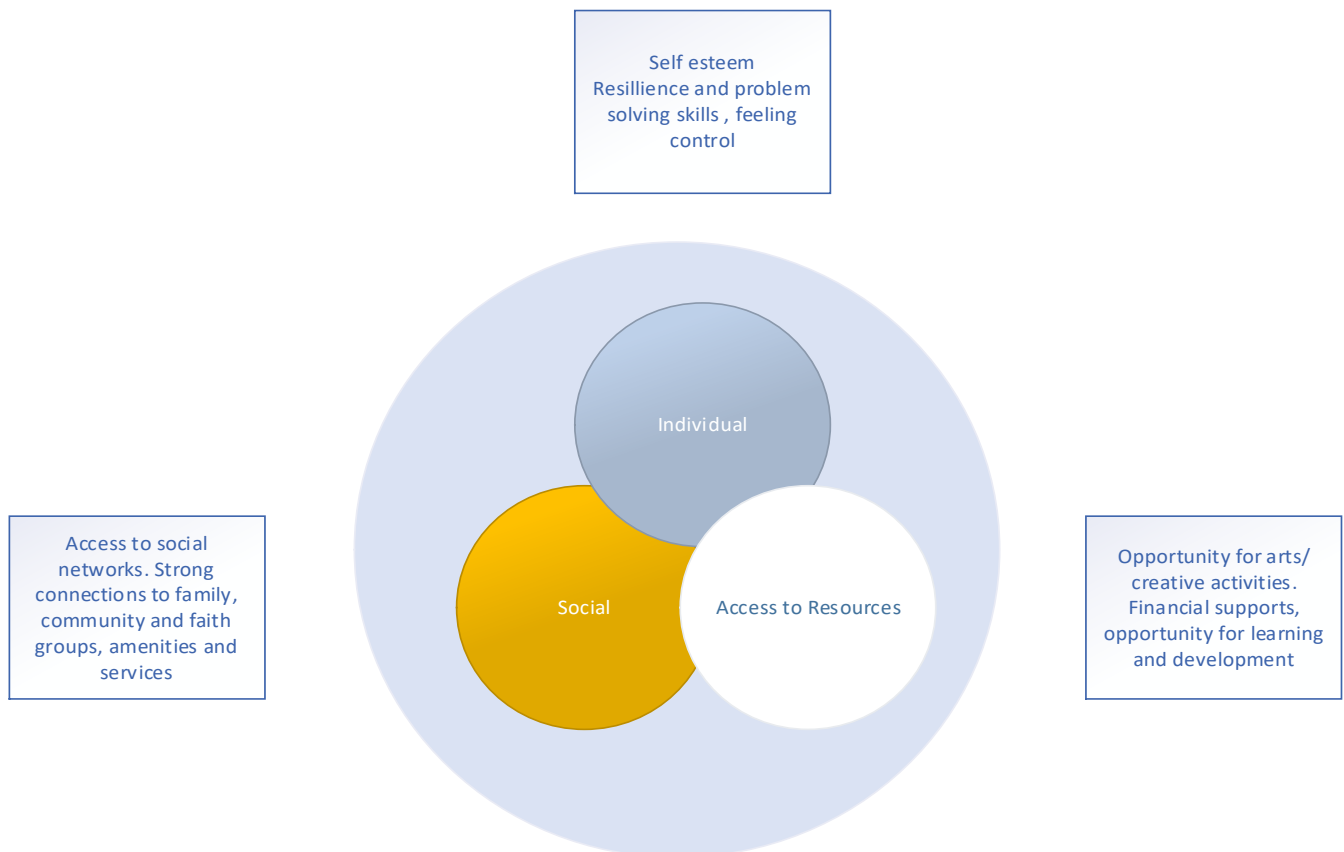 Self esteem
Resillience and problem
solving skills , feeling
control
Individual
Access to social
networks. Strong
connections to family,
community and faith
groups, amenities and
services
Social
Access to Resources
Opportunity for arts/
creative activities.
Financial supports,
opportunity for learning
and development